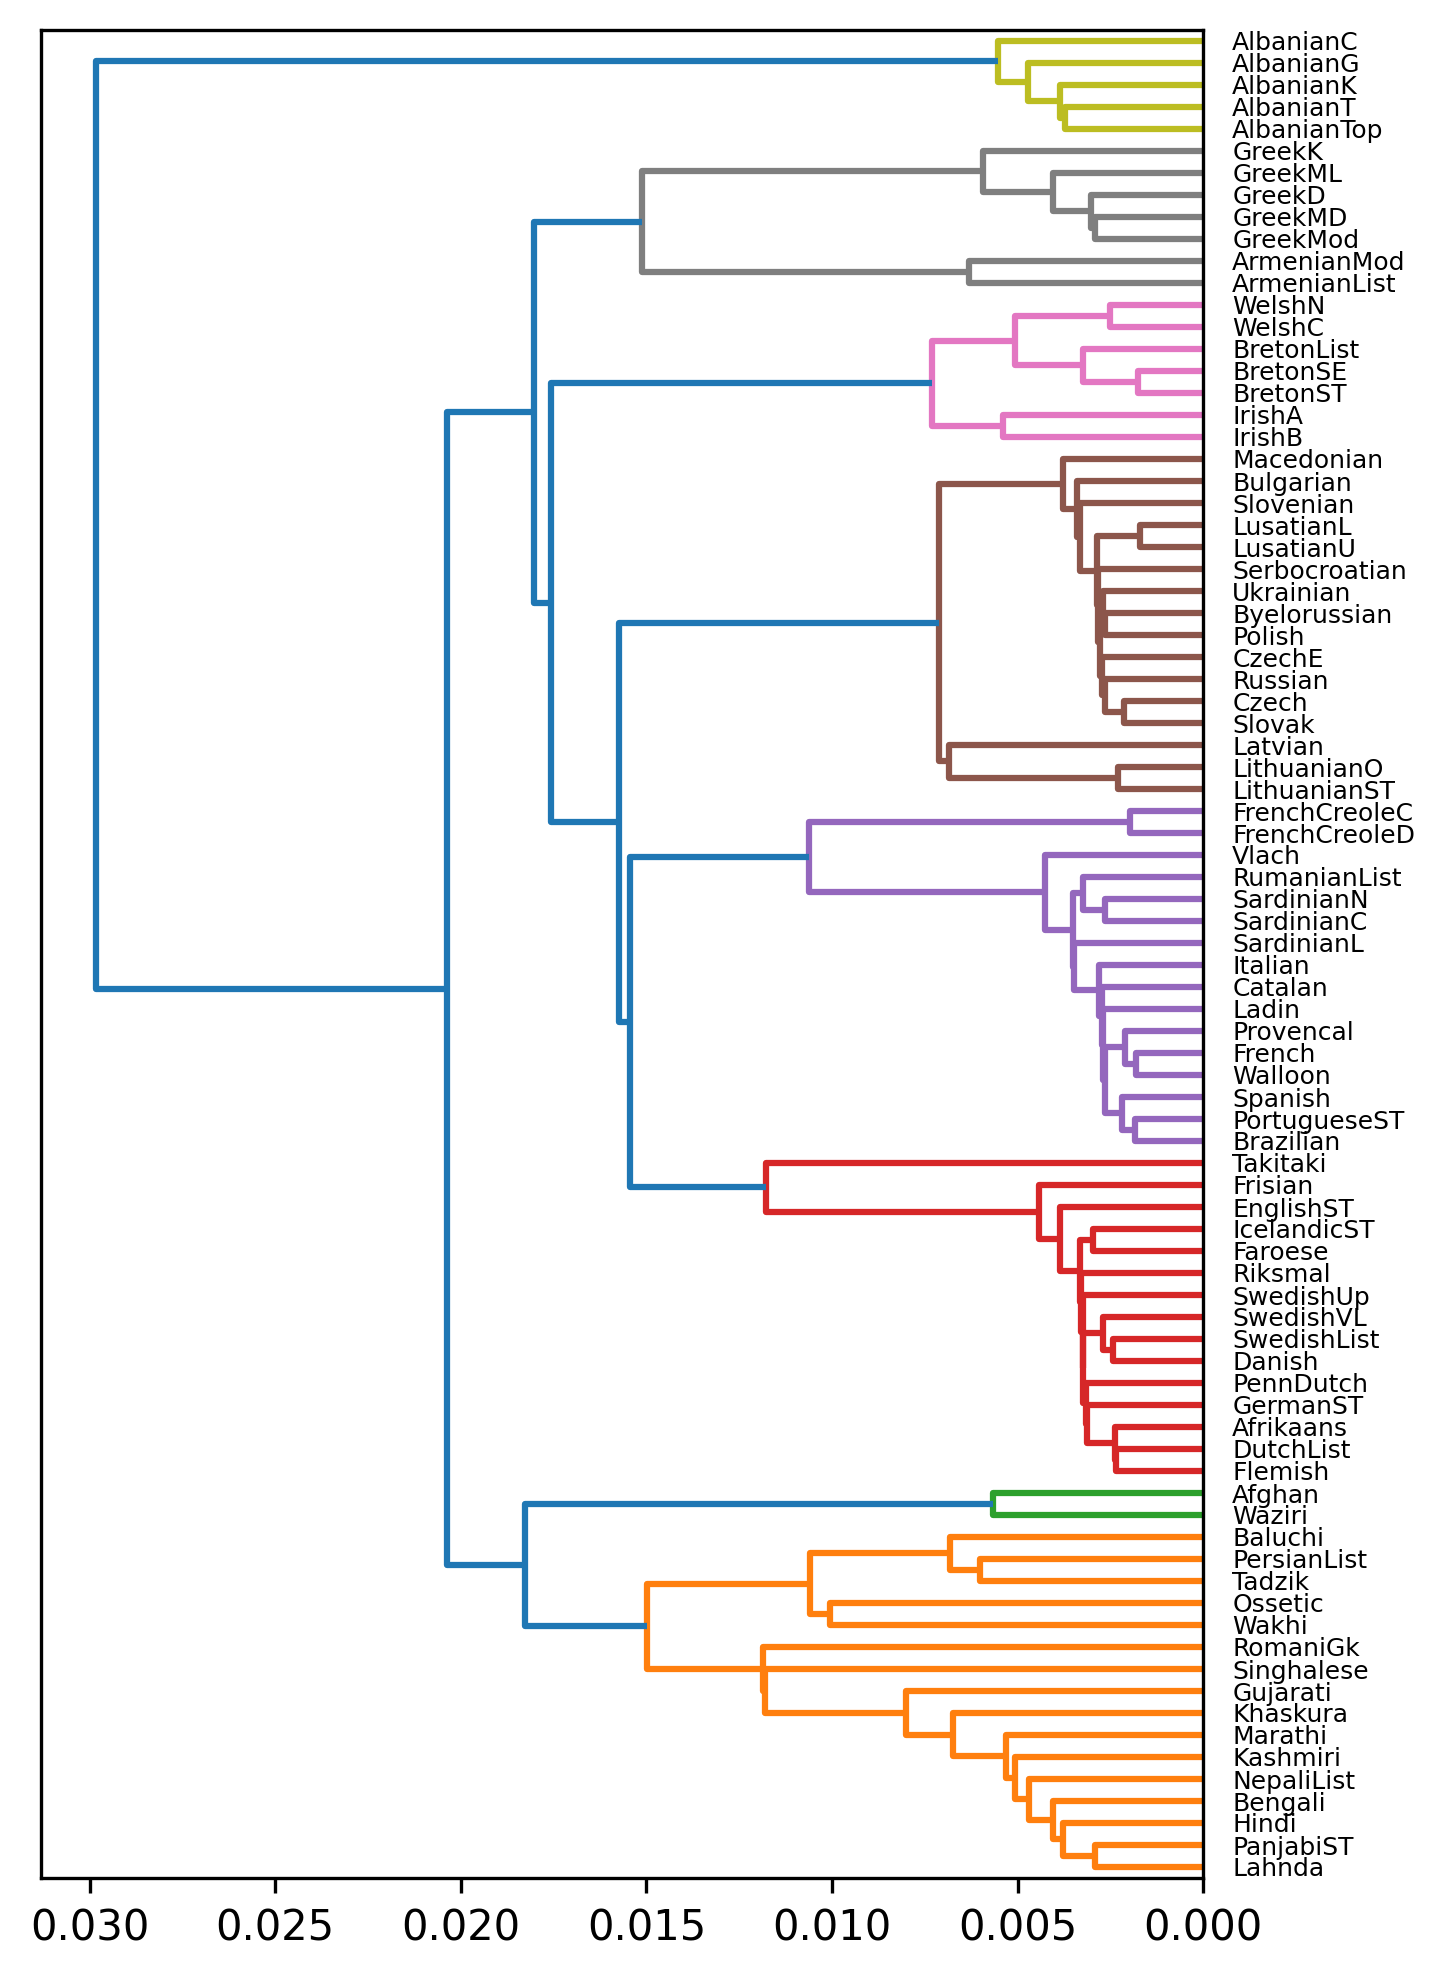 AlbanianC
AlbanianG
AlbanianK
AlbanianT
AlbanianTop
GreekK
GreekML
GreekD
GreekMD
GreekMod
ArmenianMod
ArmenianList
WelshN
WelshC
BretonList
BretonSE
BretonST
IrishA
IrishB
Macedonian
Bulgarian
Slovenian
LusatianL
LusatianU
Serbocroatian
Ukrainian
Byelorussian
Polish
CzechE
Russian
Czech
Slovak
Latvian
LithuanianO
LithuanianST
FrenchCreoleC
FrenchCreoleD
Vlach
RumanianList
SardinianN
SardinianC
SardinianL
Italian
Catalan
Ladin
Provencal
French
Walloon
Spanish
PortugueseST
Brazilian
Takitaki
Frisian
EnglishST
IcelandicST
Faroese
Riksmal
SwedishUp
SwedishVL
SwedishList
Danish
PennDutch
GermanST
Afrikaans
DutchList
Flemish
Afghan
Waziri
Baluchi
PersianList
Tadzik
Ossetic
Wakhi
RomaniGk
Singhalese
Gujarati
Khaskura
Marathi
Kashmiri
NepaliList
Bengali
Hindi
PanjabiST
Lahnda
0.030 0.025 0.020 0.015 0.010 0.005 0.000